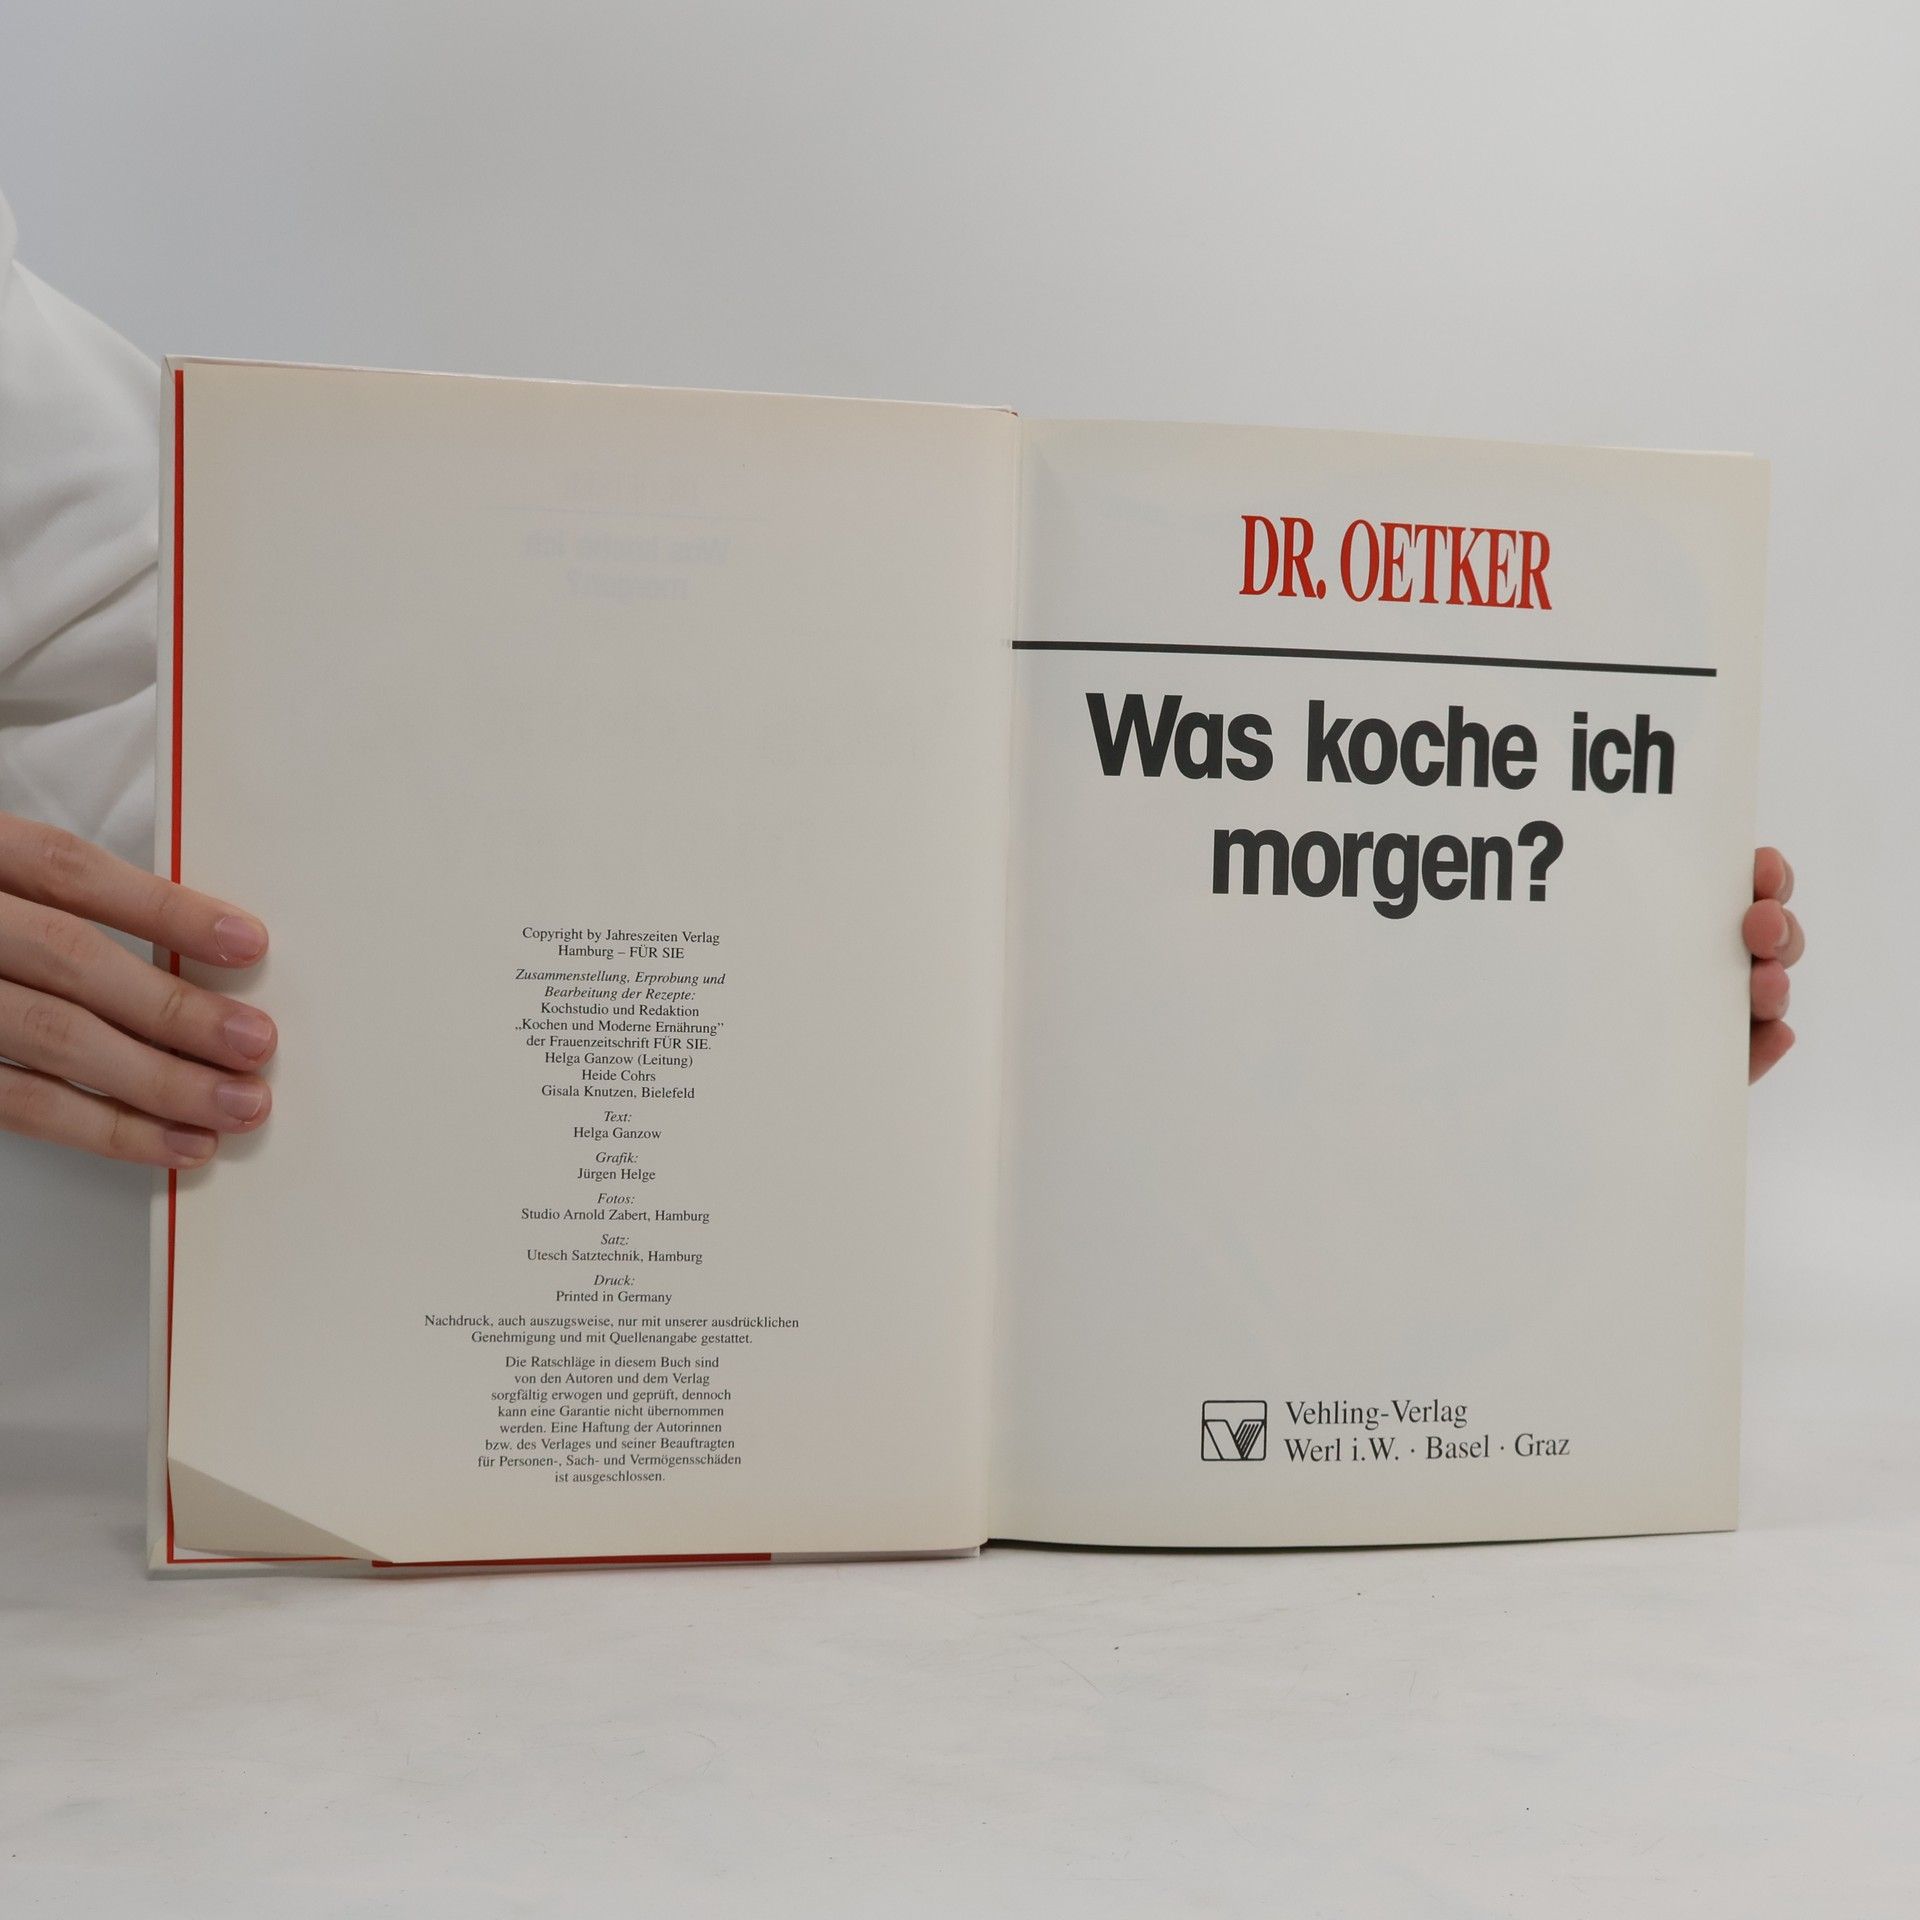 Copyright by Jahreszeiten Verlag
Hamburg – FÜR SIE
Zusammenstellung, Erprobung und
Bearbeitung der Rezepte:
Kochstudio und Redaktion
„Kochen und Moderne Ernährung”
der Frauenzeitschrift FÜR SIE.
Helga Ganzow (Leitung)
Heide Cohrs
Gisala Knutzen, Bielefeld
Text:
Helga Ganzow
Grafik:
Jürgen Helge
Fotos:
Studio Arnold Zabert, Hamburg
Satz:
Utesch Satztechnik, Hamburg
Druck:
Printed in Germany
Nachdruck, auch auszugsweise, nur mit unserer ausdrücklichen
Genehmigung und mit Quellenangabe gestattet.
Die Ratschläge in diesem Buch sind
von den Autoren und dem Verlag
sorgfältig erwogen und geprüft, dennoch
kann eine Garantie nicht übernommen
werden. Eine Haftung der Autorinnen
bzw. des Verlages und seiner Beauftragten
für Personen-, Sach- und Vermögensschäden
ist ausgeschlossen.
DR. OETKER
Was koche ich
morgen?
Vehling-Verlag
Werl i.W. · Basel · Graz